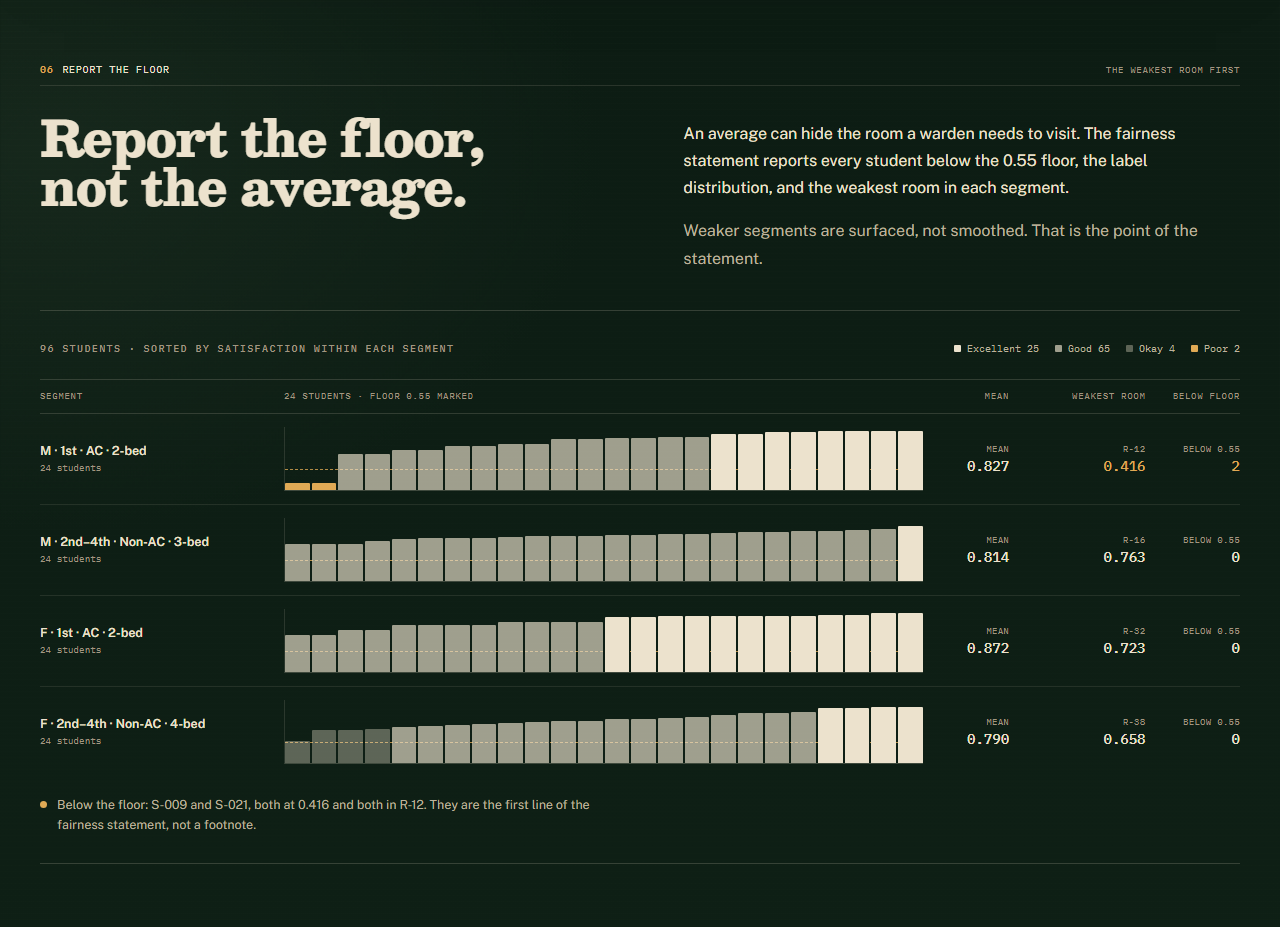 06 REPORT THE FLOOR
THE WEAKEST ROOM FIRST
Report the floor,
not the average.
An average can hide the room a warden needs to visit. The fairness
statement reports every student below the 0.55 floor, the label
distribution, and the weakest room in each segment.
Weaker segments are surfaced, not smoothed. That is the point of the
statement.
96 STUDENTS · SORTED BY SATISFACTION WITHIN EACH SEGMENT
Excellent 25 Good 65 Okay 4 Poor 2
SEGMENT 24 STUDENTS · FLOOR 0.55 MARKED MEAN WEAKEST ROOM BELOW FLOOR
M · 1st · AC · 2-bed
24 students
MEAN R-12 BELOW 0.55
0.827 0.416 2
M · 2nd–4th · Non-AC · 3-bed
24 students
MEAN R-16 BELOW 0.55
0.814 0.763 0
F · 1st · AC · 2-bed
24 students
MEAN R-32 BELOW 0.55
0.872 0.723 0
F · 2nd–4th · Non-AC · 4-bed
24 students
MEAN R-38 BELOW 0.55
0.790 0.658 0
Below the floor: S-009 and S-021, both at 0.416 and both in R-12. They are the first line of the
fairness statement, not a footnote.